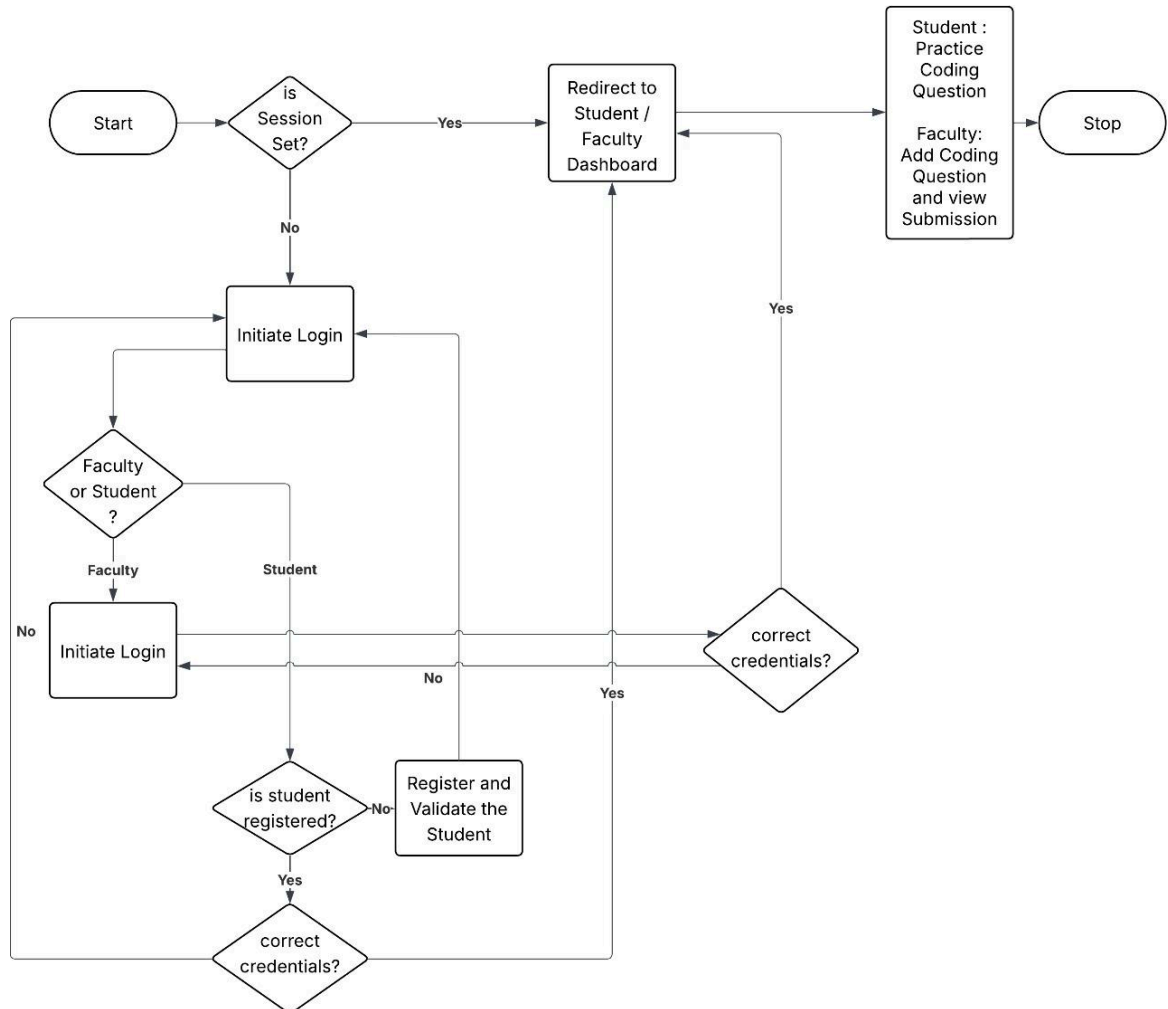 Start
is
Session
Set?
Yes
Redirect to
Student /
Faculty
Dashboard
Student :
Practice
Coding
Question
Faculty:
Add Coding
Question
and view
Submission
Stop
No
Initiate Login
Yes
Faculty
or Student
?
Faculty
Student
No
Initiate Login
correct
credentials?
No
Yes
is student
registered?
No
Register and
Validate the
Student
Yes
correct
credentials?